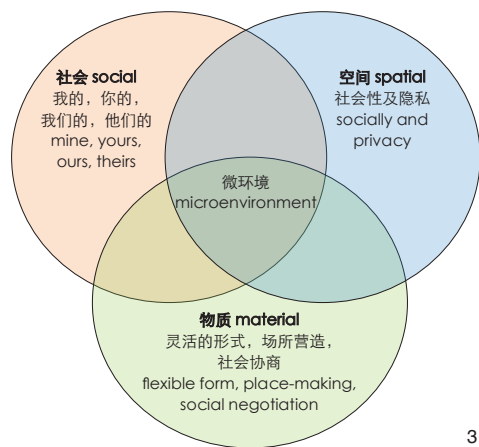 社会 social
我的，你的，
我们的，他们的
mine, yours,
ours, theirs
空间 spatial
社会性及隐私
socially and
privacy
微环境
microenvironment
物质 material
灵活的形式，场所营造，
社会协商
flexible form, place-making,
social negotiation
3